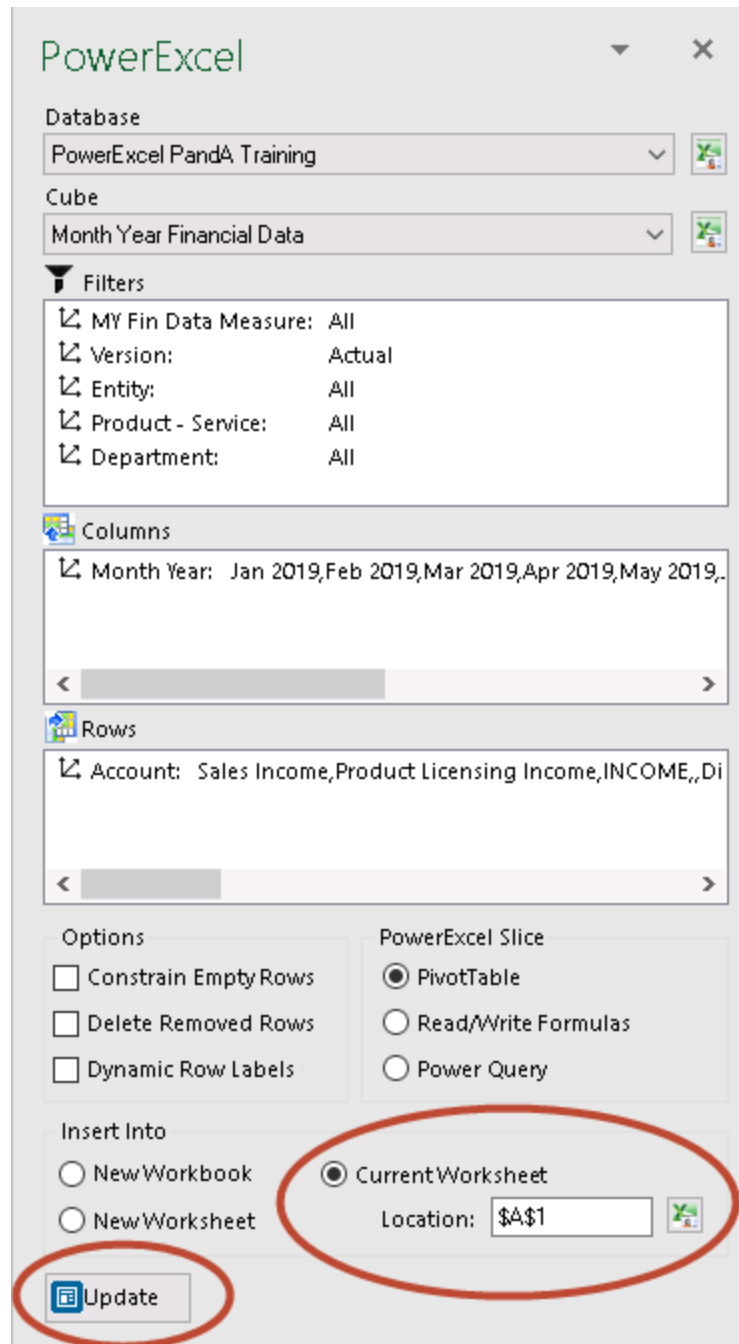 PowerExcel
Database
PowerExcel PandA Training
Cube
Month Year Financial Data
Filters
MY Fin Data Measure: All
Version: Actual
Entity: All
Product - Service: All
Department: All
Columns
Month Year: Jan 2019,Feb 2019,Mar 2019,Apr 2019,May 2019,..
Rows
Account: Sales Income,Product Licensing Income,INCOME,,Di
Options PowerExcel Slice
Constrain Empty Rows PivotTable
Delete Removed Rows Read/Write Formulas
Dynamic Row Labels Power Query
Insert Into
New Workbook Current Worksheet
New Worksheet Location: $A$1
Update